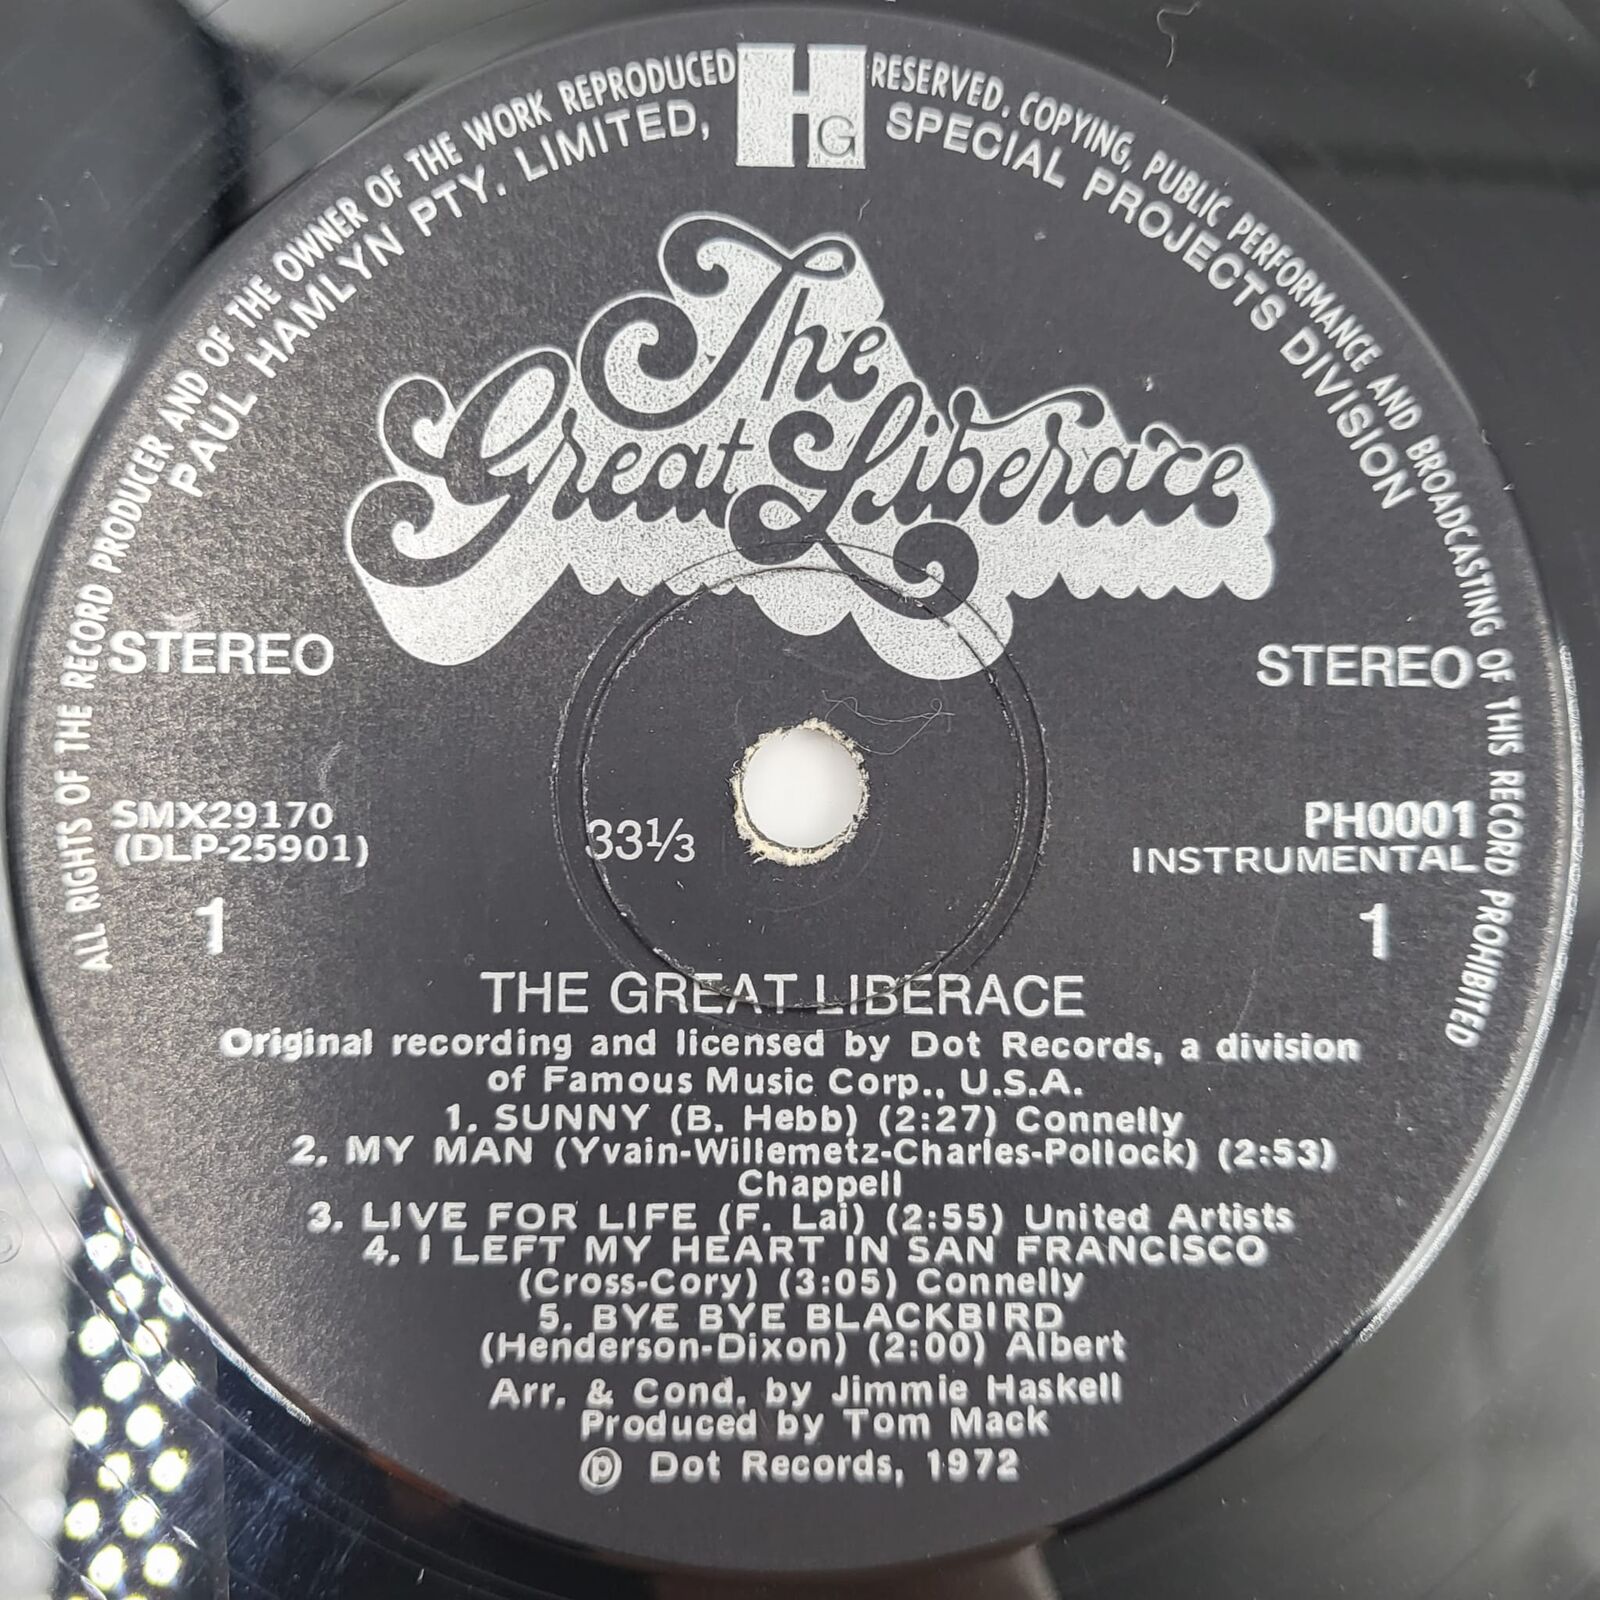 ALL RIGHTS OF THE RECORD PRODUCER AND OF THE OWNER OF THE WORK REPRODUCED RESERVED. COPYING, PUBLIC PERFORMANCE AND BROADCASTING OF THIS RECORD PROHIBITED
PAUL HAMLYN PTY. LIMITED, SPECIAL PROJECTS DIVISION
HG
The
Great Liberace
STEREO STEREO
SMX29170 PH0001
(DLP-25901) 33⅓ INSTRUMENTAL
1 1
THE GREAT LIBERACE
Original recording and licensed by Dot Records, a division
of Famous Music Corp., U.S.A.
1. SUNNY (B. Hebb) (2:27) Connelly
2. MY MAN (Yvain-Willemetz-Charles-Pollock) (2:53)
Chappell
3. LIVE FOR LIFE (F. Lai) (2:55) United Artists
4. I LEFT MY HEART IN SAN FRANCISCO
(Cross-Cory) (3:05) Connelly
5. BYE BYE BLACKBIRD
(Henderson-Dixon) (2:00) Albert
Arr. & Cond. by Jimmie Haskell
Produced by Tom Mack
℗ Dot Records, 1972